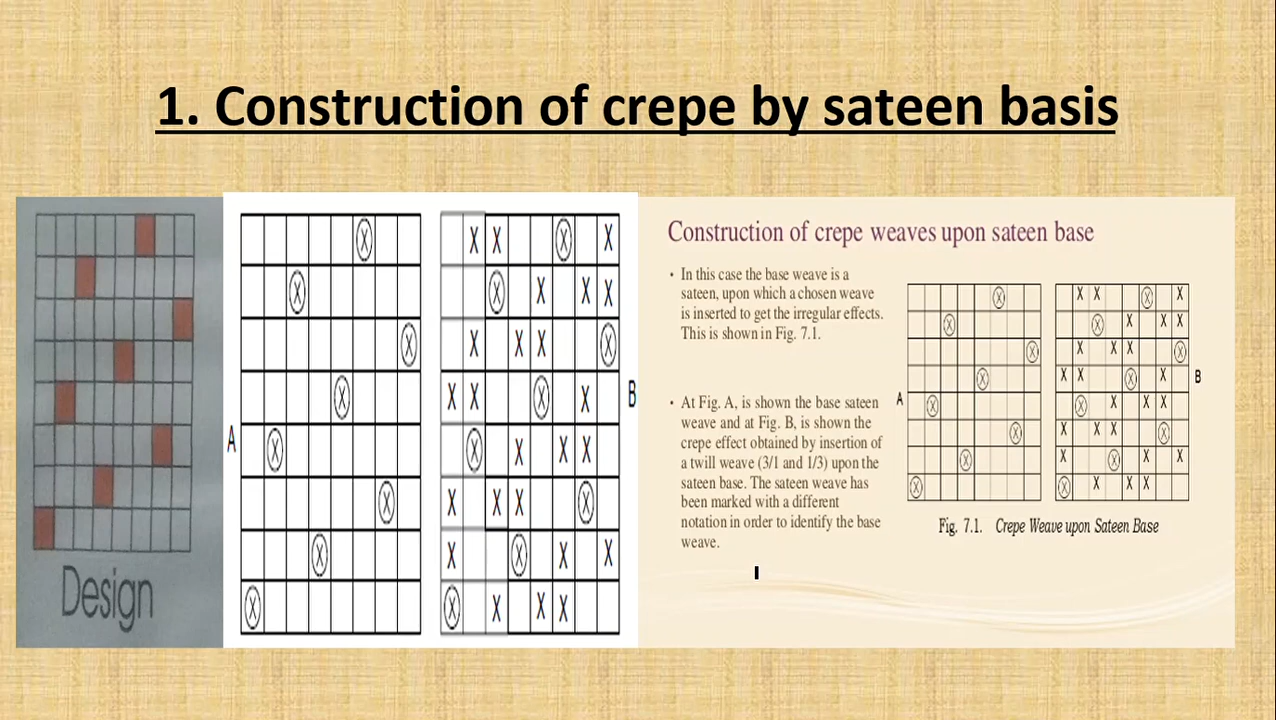 1. Construction of crepe by sateen basis
Design
A
B
Construction of crepe weaves upon sateen base
• In this case the base weave is a
sateen, upon which a chosen weave
is inserted to get the irregular effects.
This is shown in Fig. 7.1.
• At Fig. A, is shown the base sateen
weave and at Fig. B, is shown the
crepe effect obtained by insertion of
a twill weave (3/1 and 1/3) upon the
sateen base. The sateen weave has
been marked with a different
notation in order to identify the base
weave.
A
B
Fig. 7.1. Crepe Weave upon Sateen Base